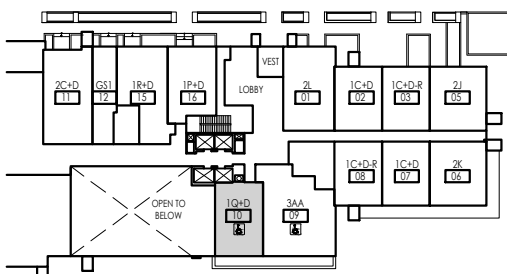 VEST
LOBBY
2C+D
11
GS1
12
1R+D
15
1P+D
16
2L
01
1C+D
02
1C+D-R
03
2J
05
1C+D-R
08
1C+D
07
2K
06
OPEN TO
BELOW
1Q+D
10
3AA
09